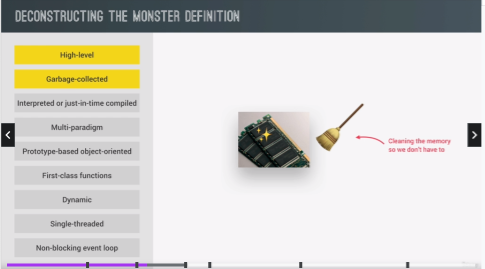 DECONSTRUCTING THE MONSTER DEFINITION
High-level
Garbage-collected
Interpreted or just-in-time compiled
Multi-paradigm
Prototype-based object-oriented
First-class functions
Dynamic
Single-threaded
Non-blocking event loop
Cleaning the memory
so we don't have to